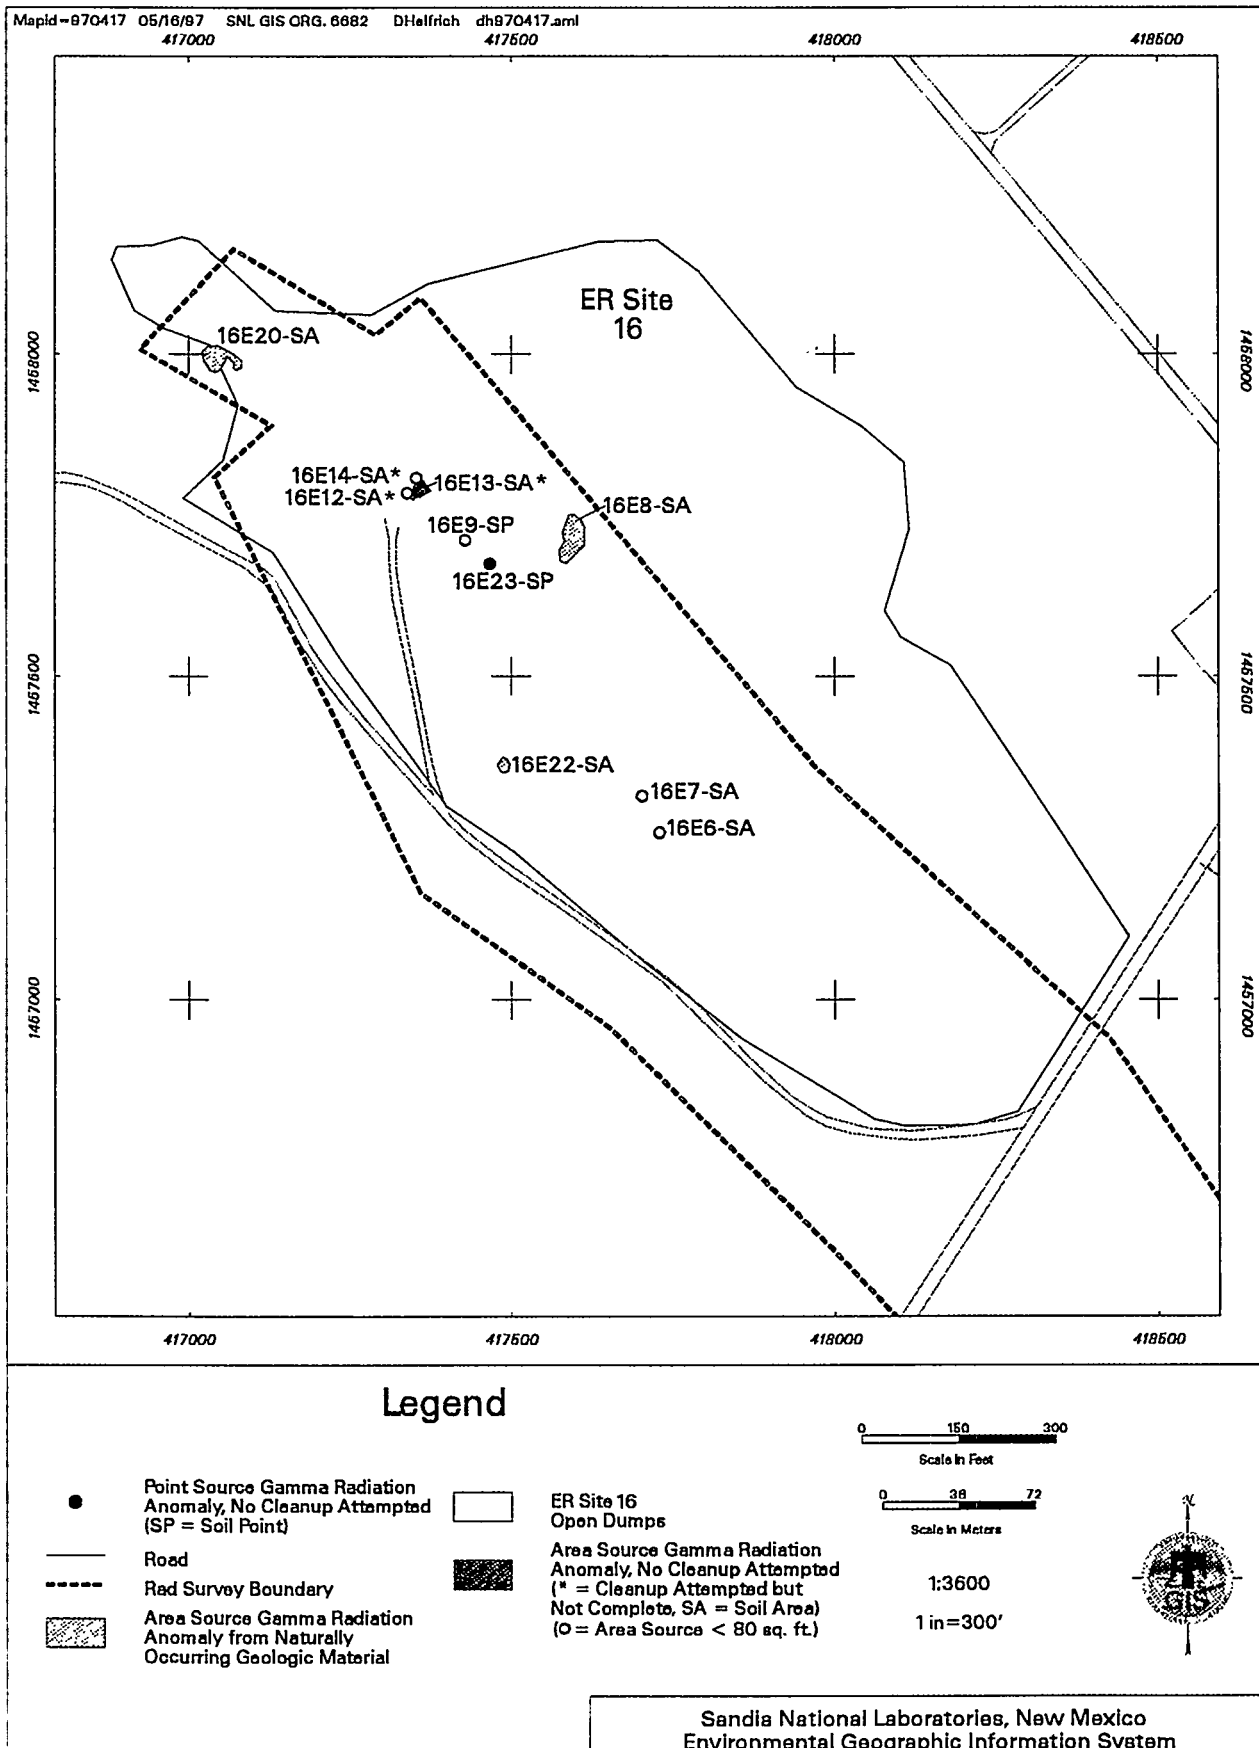 MapId=970417 05/16/97 SNL GIS ORG. 6682 DHelfrich dh970417.aml
417000 417500 418000 418500
ER Site
16
16E20-SA
1458000
1458000
16E14-SA*
16E13-SA*
16E12-SA*
16E8-SA
16E9-SP
16E23-SP
1457500
1457500
16E22-SA
16E7-SA
16E6-SA
1457000
1457000
417000 417500 418000 418500
Legend
0 150 300
Scale in Feet
0 36 72
Scale in Meters
1:3600
1 in=300'
N
GIS
Point Source Gamma Radiation
Anomaly, No Cleanup Attempted
(SP = Soil Point)
Road
Rad Survey Boundary
Area Source Gamma Radiation
Anomaly from Naturally
Occurring Geologic Material
ER Site 16
Open Dumps
Area Source Gamma Radiation
Anomaly, No Cleanup Attempted
(* = Cleanup Attempted but
Not Complete, SA = Soil Area)
(O = Area Source < 80 sq. ft.)
Sandia National Laboratories, New Mexico
Environmental Geographic Information System